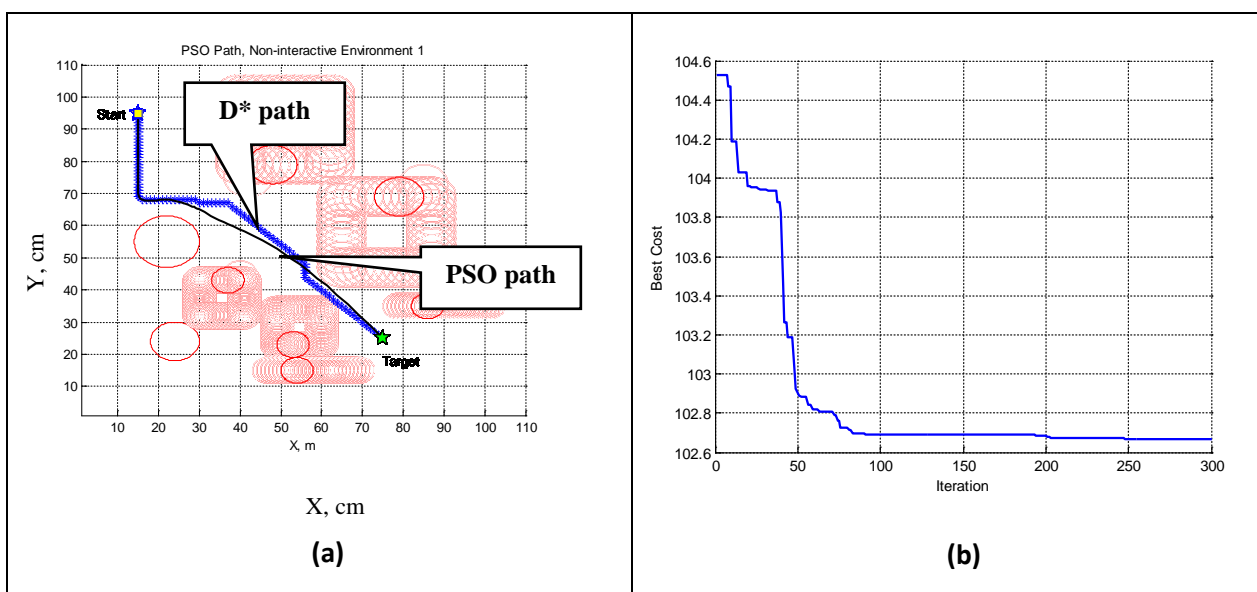 PSO Path, Non-interactive Environment 1
110
100
90
80
70
60
50
40
30
20
10
Y, cm
Start
D* path
PSO path
Target
10 20 30 40 50 60 70 80 90 100 110
X, m
X, cm
(a)
104.6
104.4
104.2
104
103.8
103.6
103.4
103.2
103
102.8
102.6
Best Cost
0 50 100 150 200 250 300
Iteration
(b)